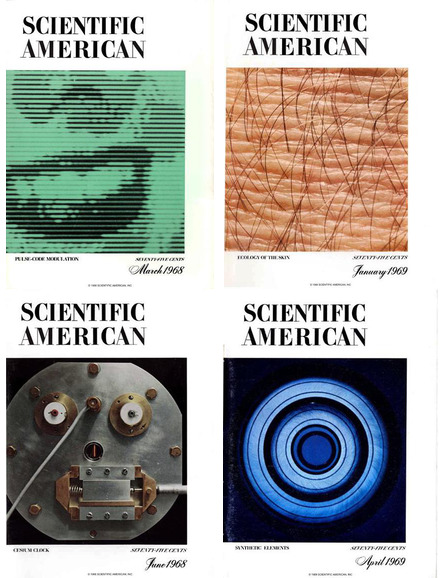 SCIENTIFIC
AMERICAN
PULSE-CODE MODULATION
SEVENTY-FIVE CENTS
March 1968
SCIENTIFIC
AMERICAN
ECOLOGY OF THE SKIN
SEVENTY-FIVE CENTS
January 1969
SCIENTIFIC
AMERICAN
CESIUM CLOCK
SEVENTY-FIVE CENTS
June 1968
SCIENTIFIC
AMERICAN
SYNTHETIC ELEMENTS
SEVENTY-FIVE CENTS
April 1969